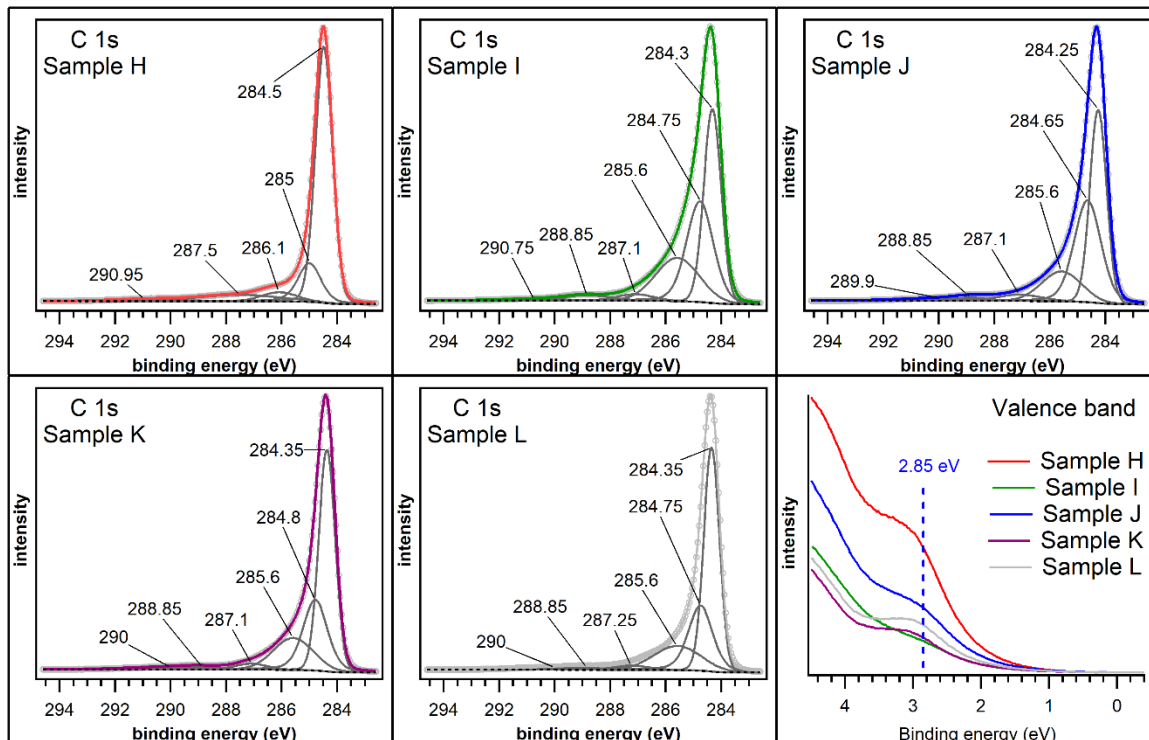 C 1s
Sample H
284.5
285
286.1
287.5
290.95
intensity
294 292 290 288 286 284
binding energy (eV)
C 1s
Sample I
284.3
284.75
285.6
287.1
288.85
290.75
intensity
294 292 290 288 286 284
binding energy (eV)
C 1s
Sample J
284.25
284.65
285.6
287.1
288.85
289.9
intensity
294 292 290 288 286 284
binding energy (eV)
C 1s
Sample K
284.35
284.8
285.6
287.1
288.85
290
intensity
294 292 290 288 286 284
binding energy (eV)
C 1s
Sample L
284.35
284.75
285.6
287.25
288.85
290
intensity
294 292 290 288 286 284
binding energy (eV)
Valence band
2.85 eV
Sample H
Sample I
Sample J
Sample K
Sample L
intensity
4 3 2 1 0
Binding energy (eV)